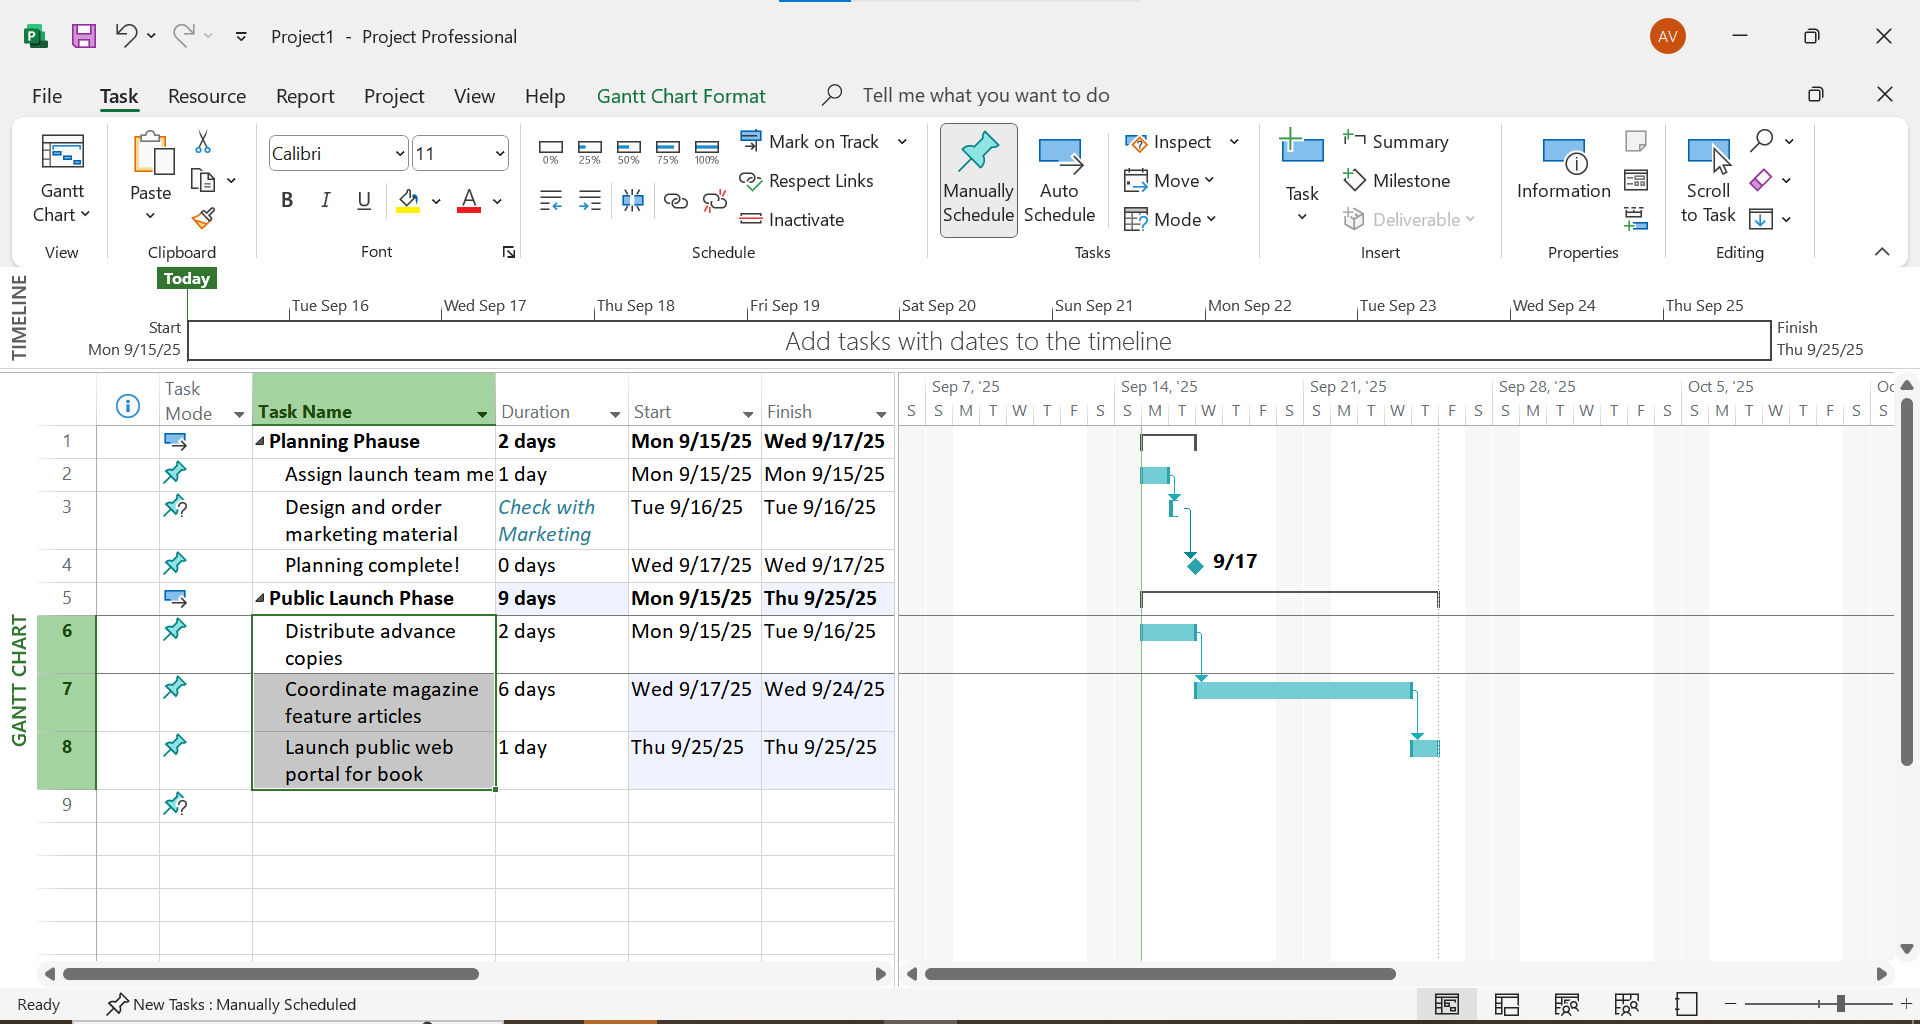 Project1 - Project Professional
AV
File Task Resource Report Project View Help Gantt Chart Format Tell me what you want to do
Gantt
Chart
View
Paste
Clipboard
Calibri 11
B I U A
Font
0% 25% 50% 75% 100%
Mark on Track
Respect Links
Inactivate
Schedule
Manually
Schedule
Auto
Schedule
Inspect
Move
Mode
Tasks
Task
Summary
Milestone
Deliverable
Insert
Information
Properties
Scroll
to Task
Editing
TIMELINE
Today
Tue Sep 16 Wed Sep 17 Thu Sep 18 Fri Sep 19 Sat Sep 20 Sun Sep 21 Mon Sep 22 Tue Sep 23 Wed Sep 24 Thu Sep 25
Start
Mon 9/15/25
Add tasks with dates to the timeline
Finish
Thu 9/25/25
GANTT CHART
Task
Mode
Task Name Duration Start Finish
1 Planning Phause 2 days Mon 9/15/25 Wed 9/17/25
2 Assign launch team me 1 day Mon 9/15/25 Mon 9/15/25
3 Design and order Check with Tue 9/16/25 Tue 9/16/25
marketing material Marketing
4 Planning complete! 0 days Wed 9/17/25 Wed 9/17/25
5 Public Launch Phase 9 days Mon 9/15/25 Thu 9/25/25
6 Distribute advance 2 days Mon 9/15/25 Tue 9/16/25
copies
7 Coordinate magazine 6 days Wed 9/17/25 Wed 9/24/25
feature articles
8 Launch public web 1 day Thu 9/25/25 Thu 9/25/25
portal for book
9
Sep 7, '25 Sep 14, '25 Sep 21, '25 Sep 28, '25 Oct 5, '25 Oc
S S M T W T F S S M T W T F S S M T W T F S S M T W T F S S M T W T F S S
9/17
Ready New Tasks : Manually Scheduled